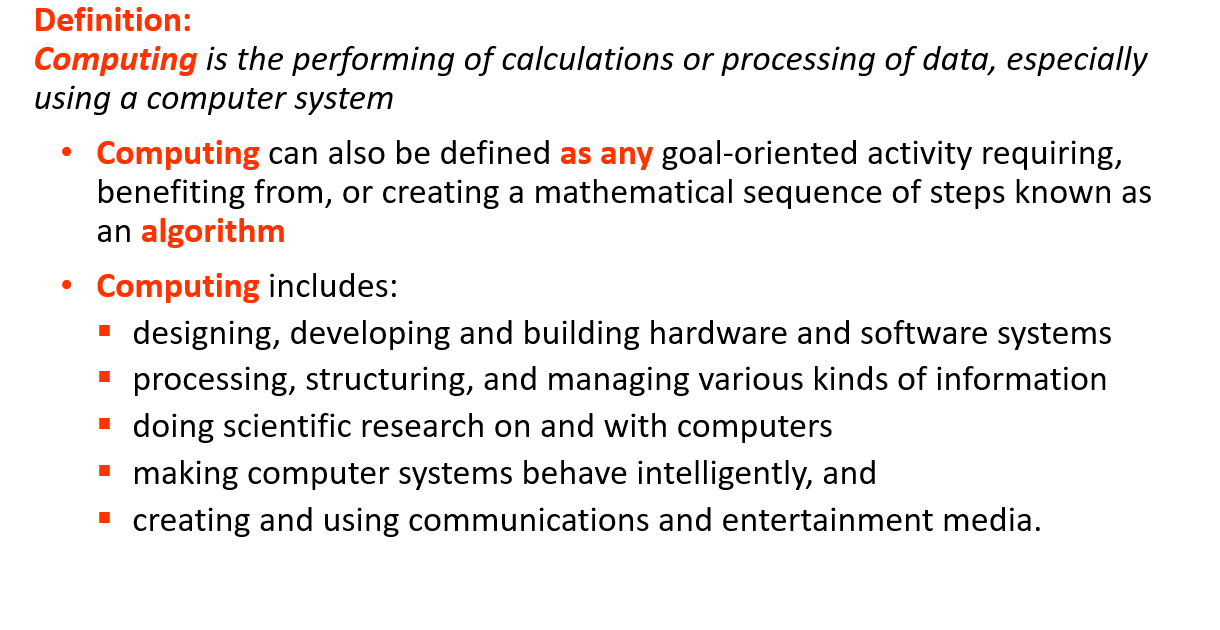 Definition:
Computing is the performing of calculations or processing of data, especially
using a computer system
• Computing can also be defined as any goal-oriented activity requiring,
benefiting from, or creating a mathematical sequence of steps known as
an algorithm
• Computing includes:
▪ designing, developing and building hardware and software systems
▪ processing, structuring, and managing various kinds of information
▪ doing scientific research on and with computers
▪ making computer systems behave intelligently, and
▪ creating and using communications and entertainment media.